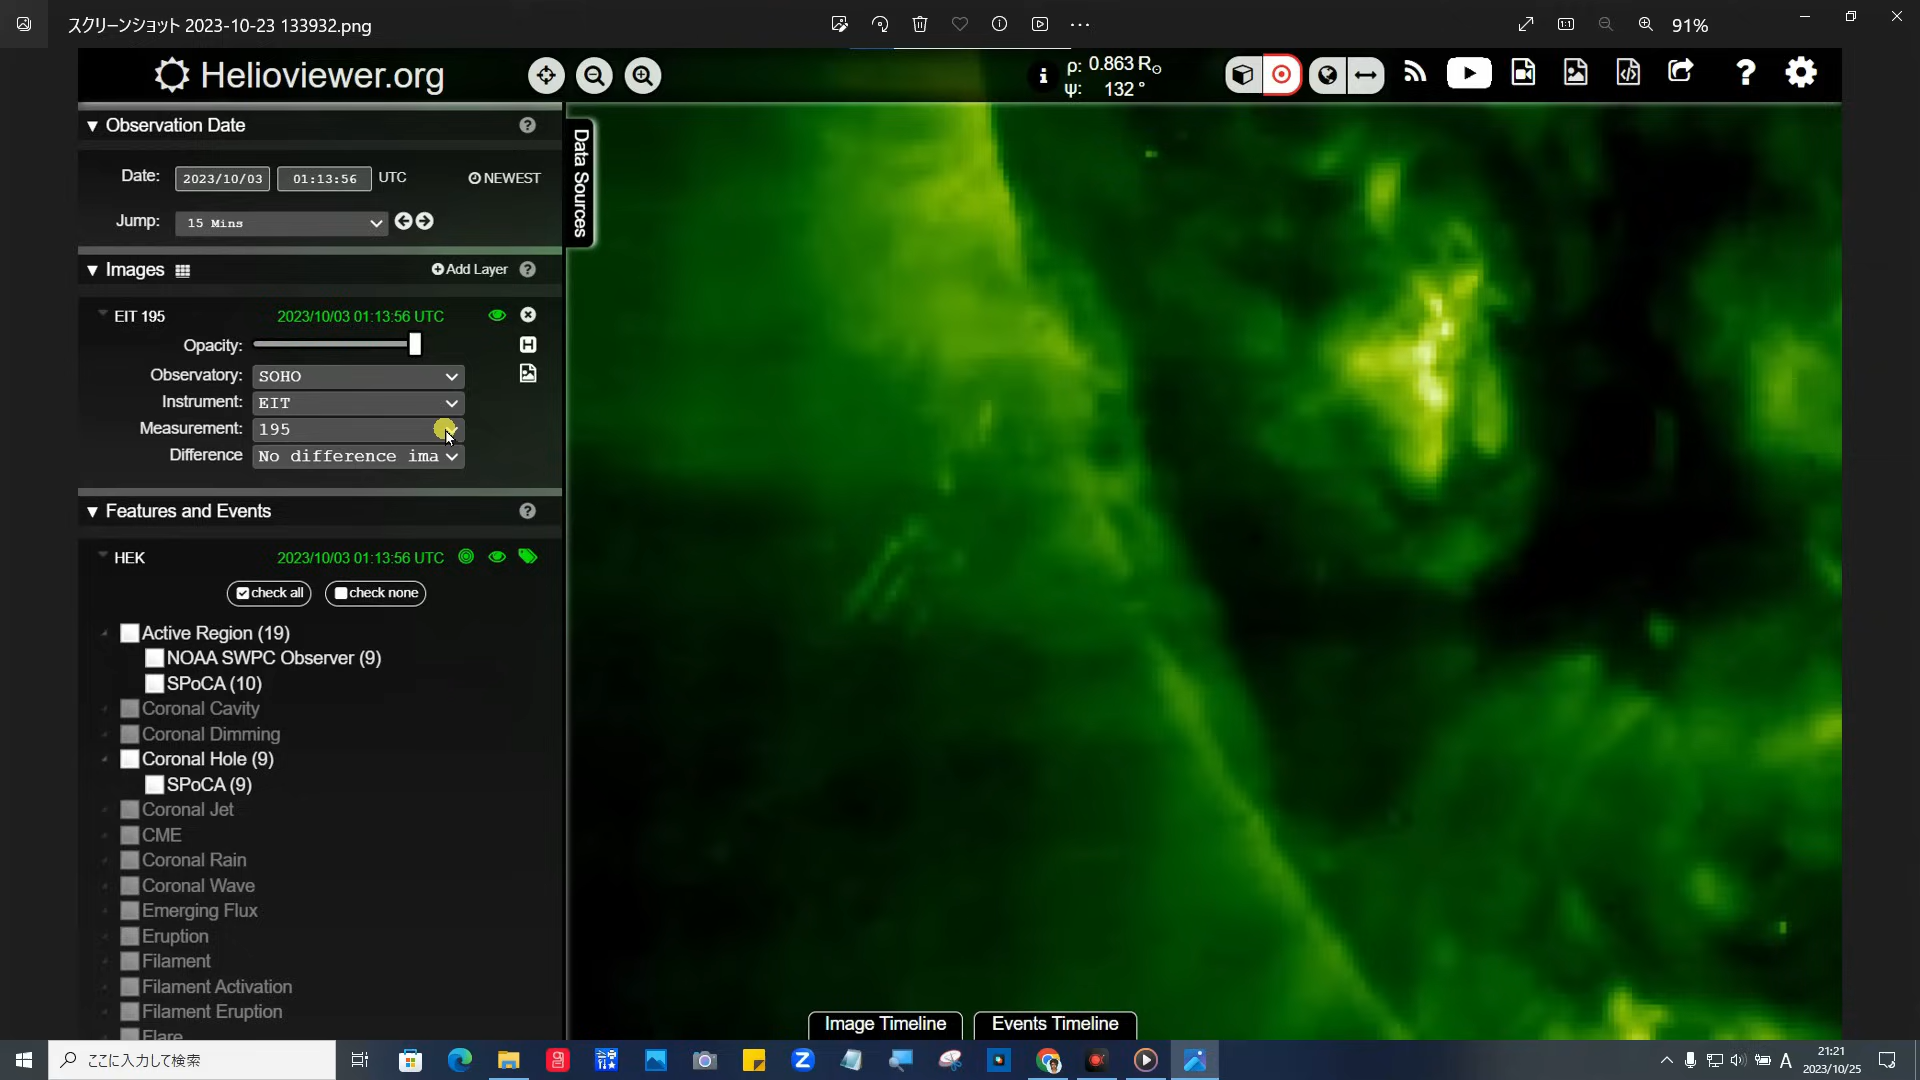 スクリーンショット 2023-10-23 133932.png
91%
Helioviewer.org
ρ: 0.863 R⊙
ψ: 132 °
Observation Date
Date: 2023/10/03 01:13:56 UTC NEWEST
Jump: 15 Mins
Images Add Layer
EIT 195 2023/10/03 01:13:56 UTC
Opacity:
Observatory: SOHO
Instrument: EIT
Measurement: 195
Difference No difference ima
Features and Events
HEK 2023/10/03 01:13:56 UTC
check all check none
Active Region (19)
NOAA SWPC Observer (9)
SPoCA (10)
Coronal Cavity
Coronal Dimming
Coronal Hole (9)
SPoCA (9)
Coronal Jet
CME
Coronal Rain
Coronal Wave
Emerging Flux
Eruption
Filament
Filament Activation
Filament Eruption
Flare
Data Sources
Image Timeline
Events Timeline
ここに入力して検索
A
21:21
2023/10/25